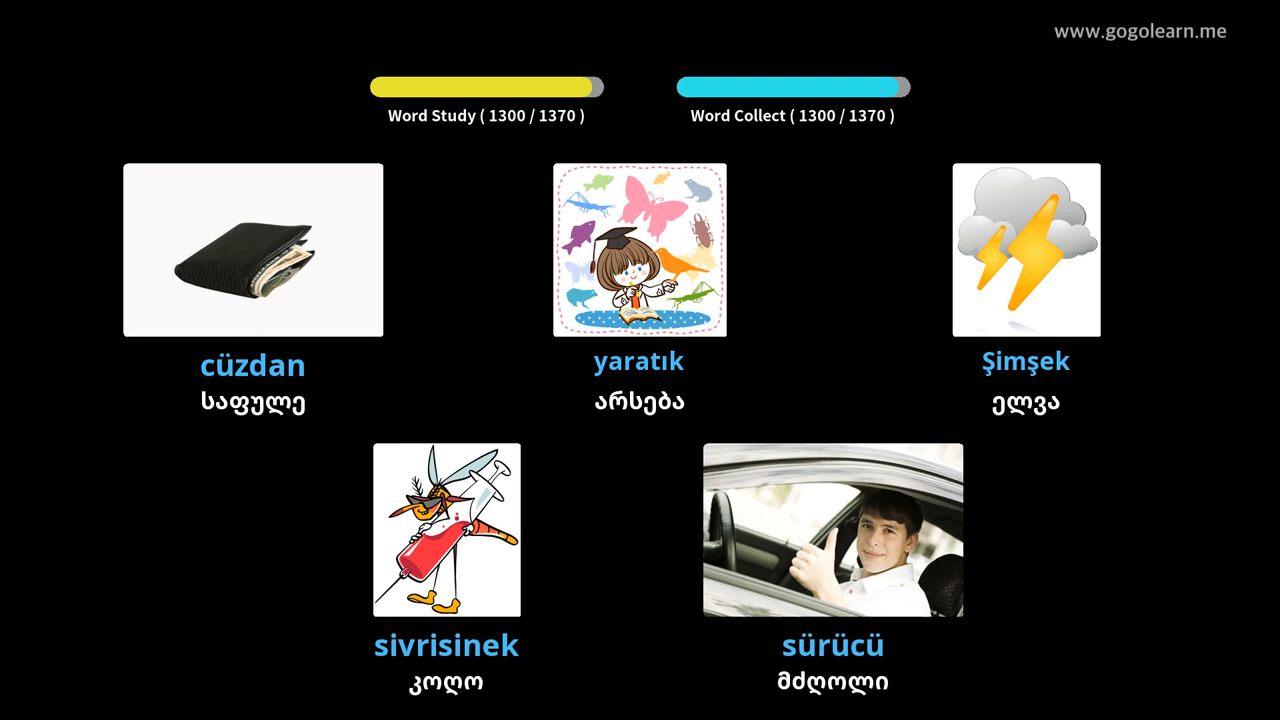 www.gogolearn.me
Word Study ( 1300 / 1370 )
Word Collect ( 1300 / 1370 )
cüzdan
საფულე
yaratık
არსება
Şimşek
ელვა
sivrisinek
კოღო
sürücü
მძღოლი